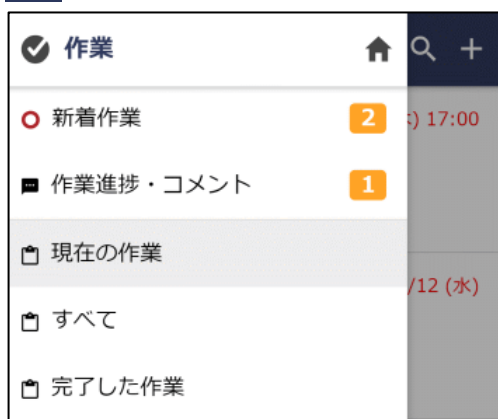 作業
新着作業 2
) 17:00
作業進捗・コメント 1
現在の作業
/12 (水)
すべて
完了した作業